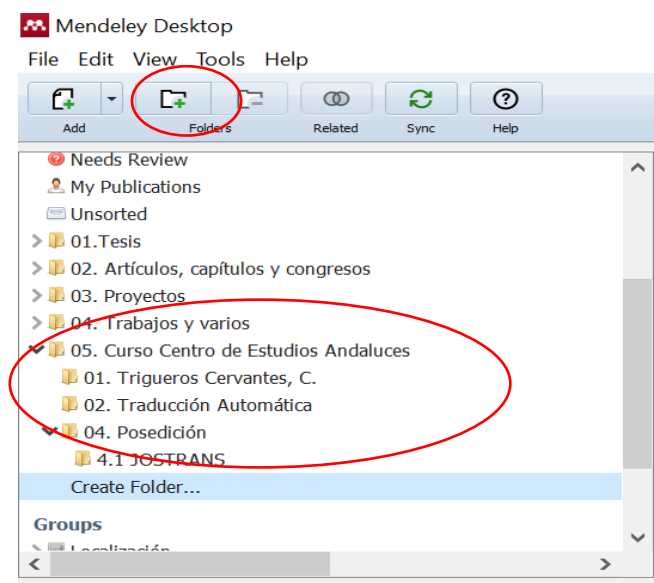 Mendeley Desktop
File Edit View Tools Help
Add Folders Related Sync Help
Needs Review
My Publications
Unsorted
01.Tesis
02. Artículos, capítulos y congresos
03. Proyectos
04. Trabajos y varios
05. Curso Centro de Estudios Andaluces
01. Trigueros Cervantes, C.
02. Traducción Automática
04. Posedición
4.1 JOSTRANS
Create Folder...
Groups
Localización